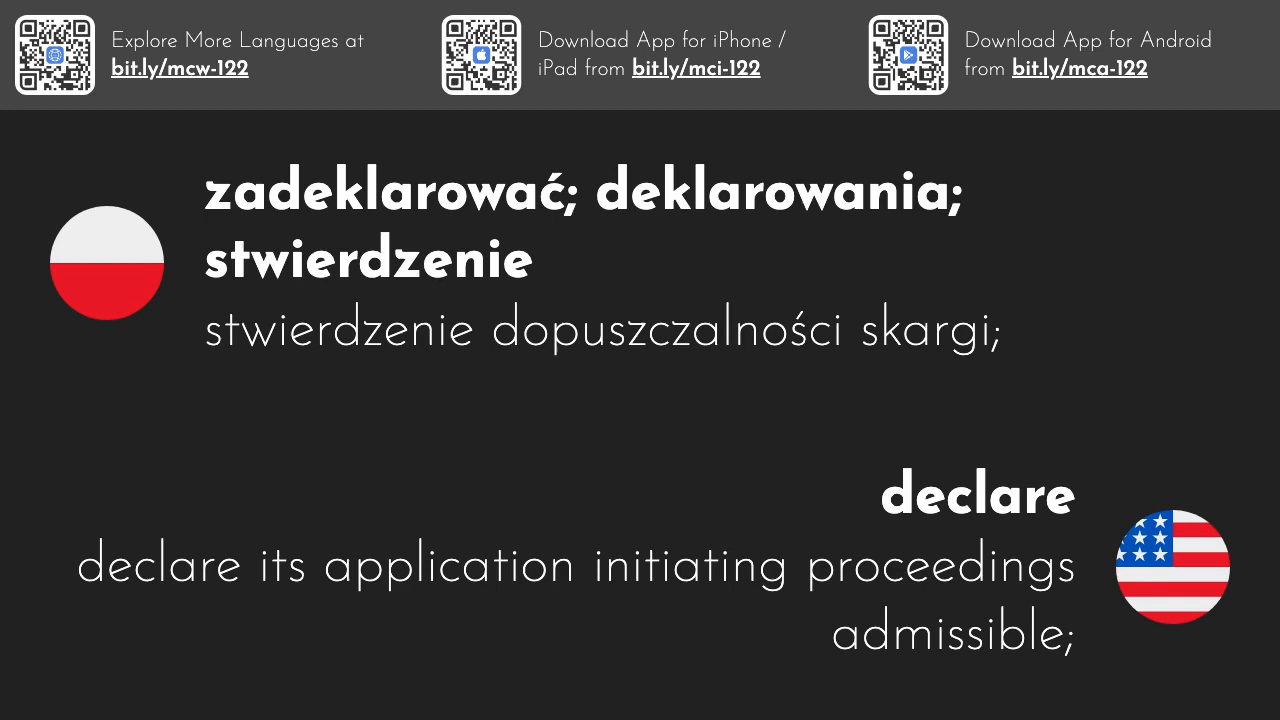 Explore More Languages at
bit.ly/mcw-122
Download App for iPhone /
iPad from bit.ly/mci-122
Download App for Android
from bit.ly/mca-122
zadeklarować; deklarowania;
stwierdzenie
stwierdzenie dopuszczalności skargi;
declare
declare its application initiating proceedings
admissible;